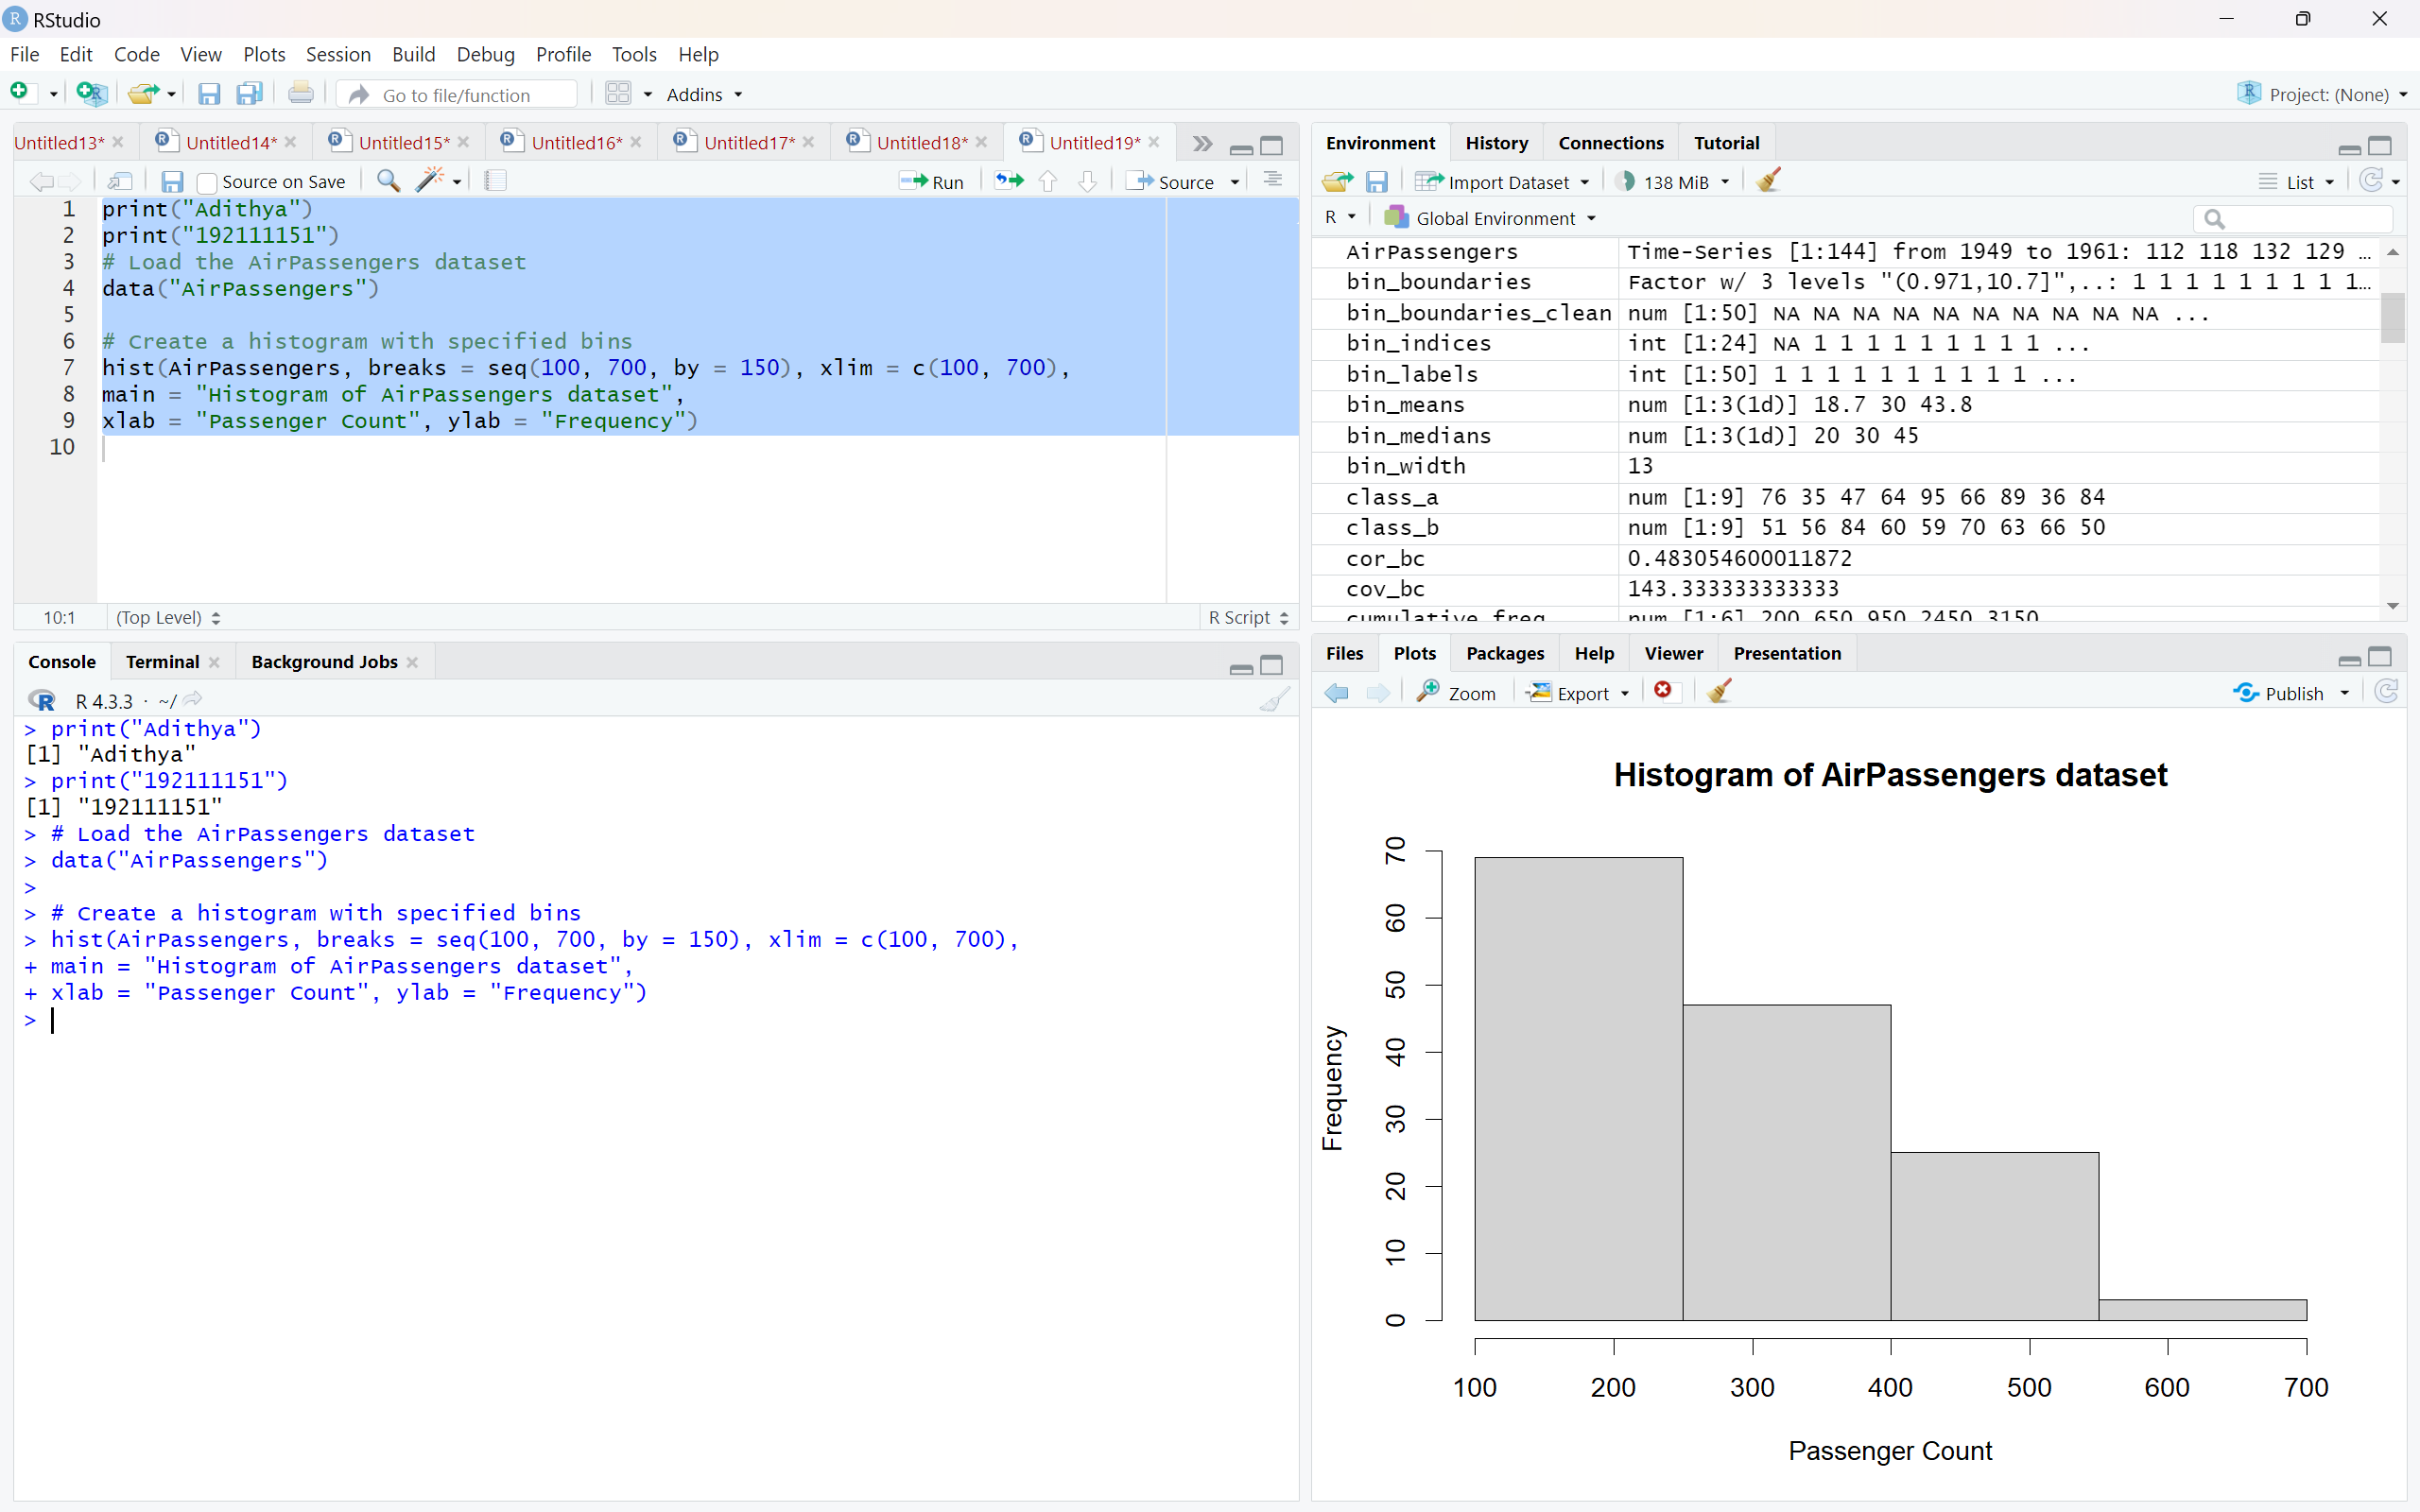 RStudio
File Edit Code View Plots Session Build Debug Profile Tools Help
Go to file/function Addins Project: (None)
Untitled13* Untitled14* Untitled15* Untitled16* Untitled17* Untitled18* Untitled19*
Source on Save Run Source
1 print("Adithya")
2 print("192111151")
3 # Load the AirPassengers dataset
4 data("AirPassengers")
5
6 # Create a histogram with specified bins
7 hist(AirPassengers, breaks = seq(100, 700, by = 150), xlim = c(100, 700),
8 main = "Histogram of AirPassengers dataset",
9 xlab = "Passenger Count", ylab = "Frequency")
10
10:1 (Top Level) R Script
Console Terminal Background Jobs
R 4.3.3 · ~/
> print("Adithya")
[1] "Adithya"
> print("192111151")
[1] "192111151"
> # Load the AirPassengers dataset
> data("AirPassengers")
>
> # Create a histogram with specified bins
> hist(AirPassengers, breaks = seq(100, 700, by = 150), xlim = c(100, 700),
+ main = "Histogram of AirPassengers dataset",
+ xlab = "Passenger Count", ylab = "Frequency")
>
Environment History Connections Tutorial
Import Dataset 138 MiB List
R Global Environment
AirPassengers Time-Series [1:144] from 1949 to 1961: 112 118 132 129 …
bin_boundaries Factor w/ 3 levels "(0.971,10.7]",..: 1 1 1 1 1 1 1 1 1…
bin_boundaries_clean num [1:50] NA NA NA NA NA NA NA NA NA NA ...
bin_indices int [1:24] NA 1 1 1 1 1 1 1 1 1 ...
bin_labels int [1:50] 1 1 1 1 1 1 1 1 1 1 ...
bin_means num [1:3(1d)] 18.7 30 43.8
bin_medians num [1:3(1d)] 20 30 45
bin_width 13
class_a num [1:9] 76 35 47 64 95 66 89 36 84
class_b num [1:9] 51 56 84 60 59 70 63 66 50
cor_bc 0.483054600011872
cov_bc 143.333333333333
cumulative_freq num [1:6] 200 650 950 2450 3150
Files Plots Packages Help Viewer Presentation
Zoom Export Publish
Histogram of AirPassengers dataset
70
60
50
40
30
20
10
0
Frequency
100 200 300 400 500 600 700
Passenger Count